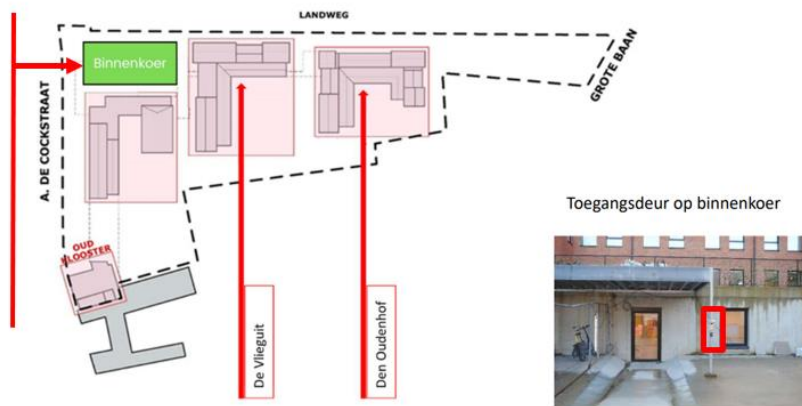 LANDWEG
Binnenkoer
GROTE BAAN
A. DE COCKSTRAAT
OUD
KLOOSTER
De Vlieguit
Den Oudenhof
Toegangsdeur op binnenkoer